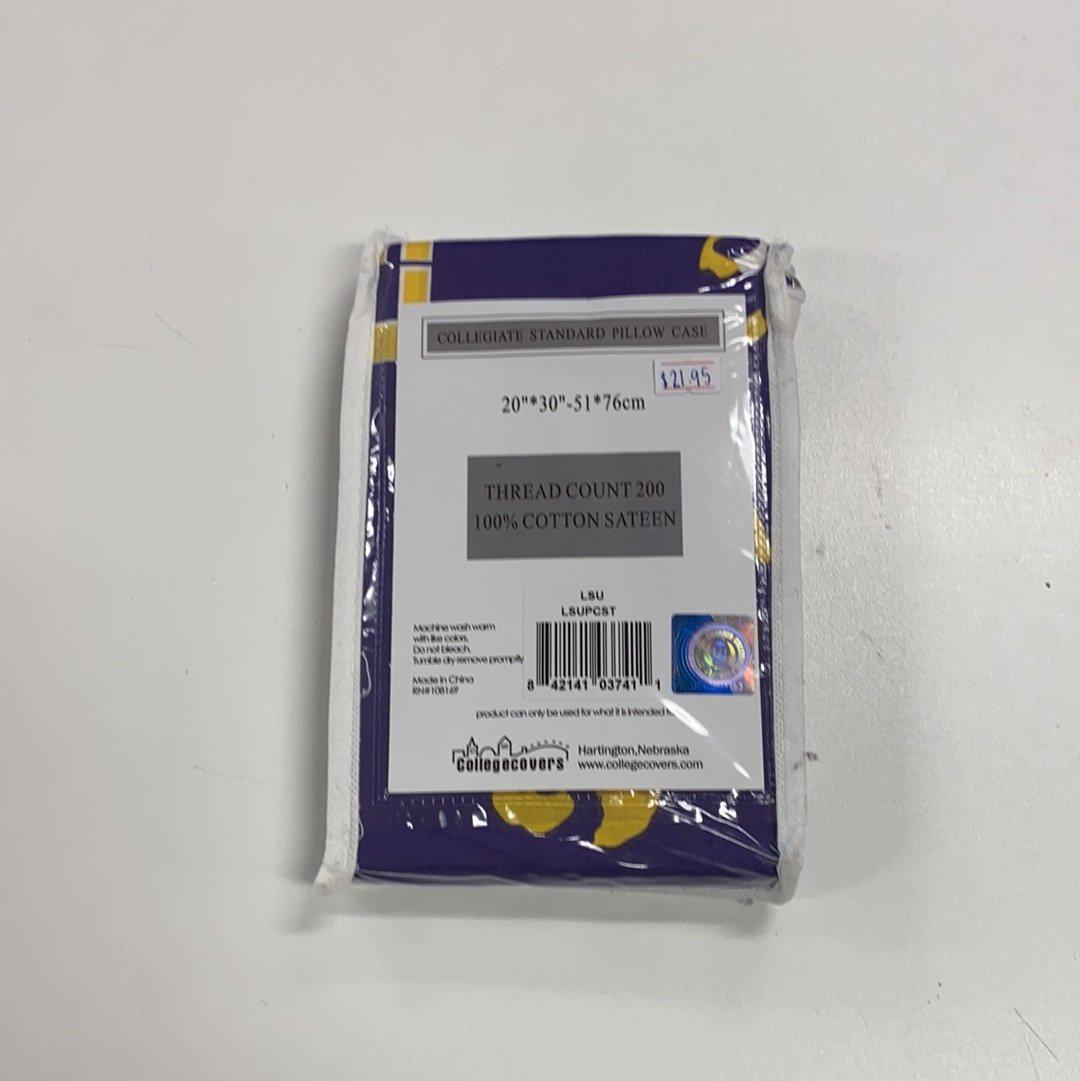 COLLEGIATE STANDARD PILLOW CASE
$21.95
20"*30"-51*76cm
THREAD COUNT 200
100% COTTON SATEEN
LSU
LSUPCST
Machine wash warm
with like colors.
Do not bleach.
Tumble dry remove promptly
Made in China
RN#108169
8 42141 03741 1
product can only be used for what it is intended
Collegecovers
Hartington,Nebraska
www.collegecovers.com